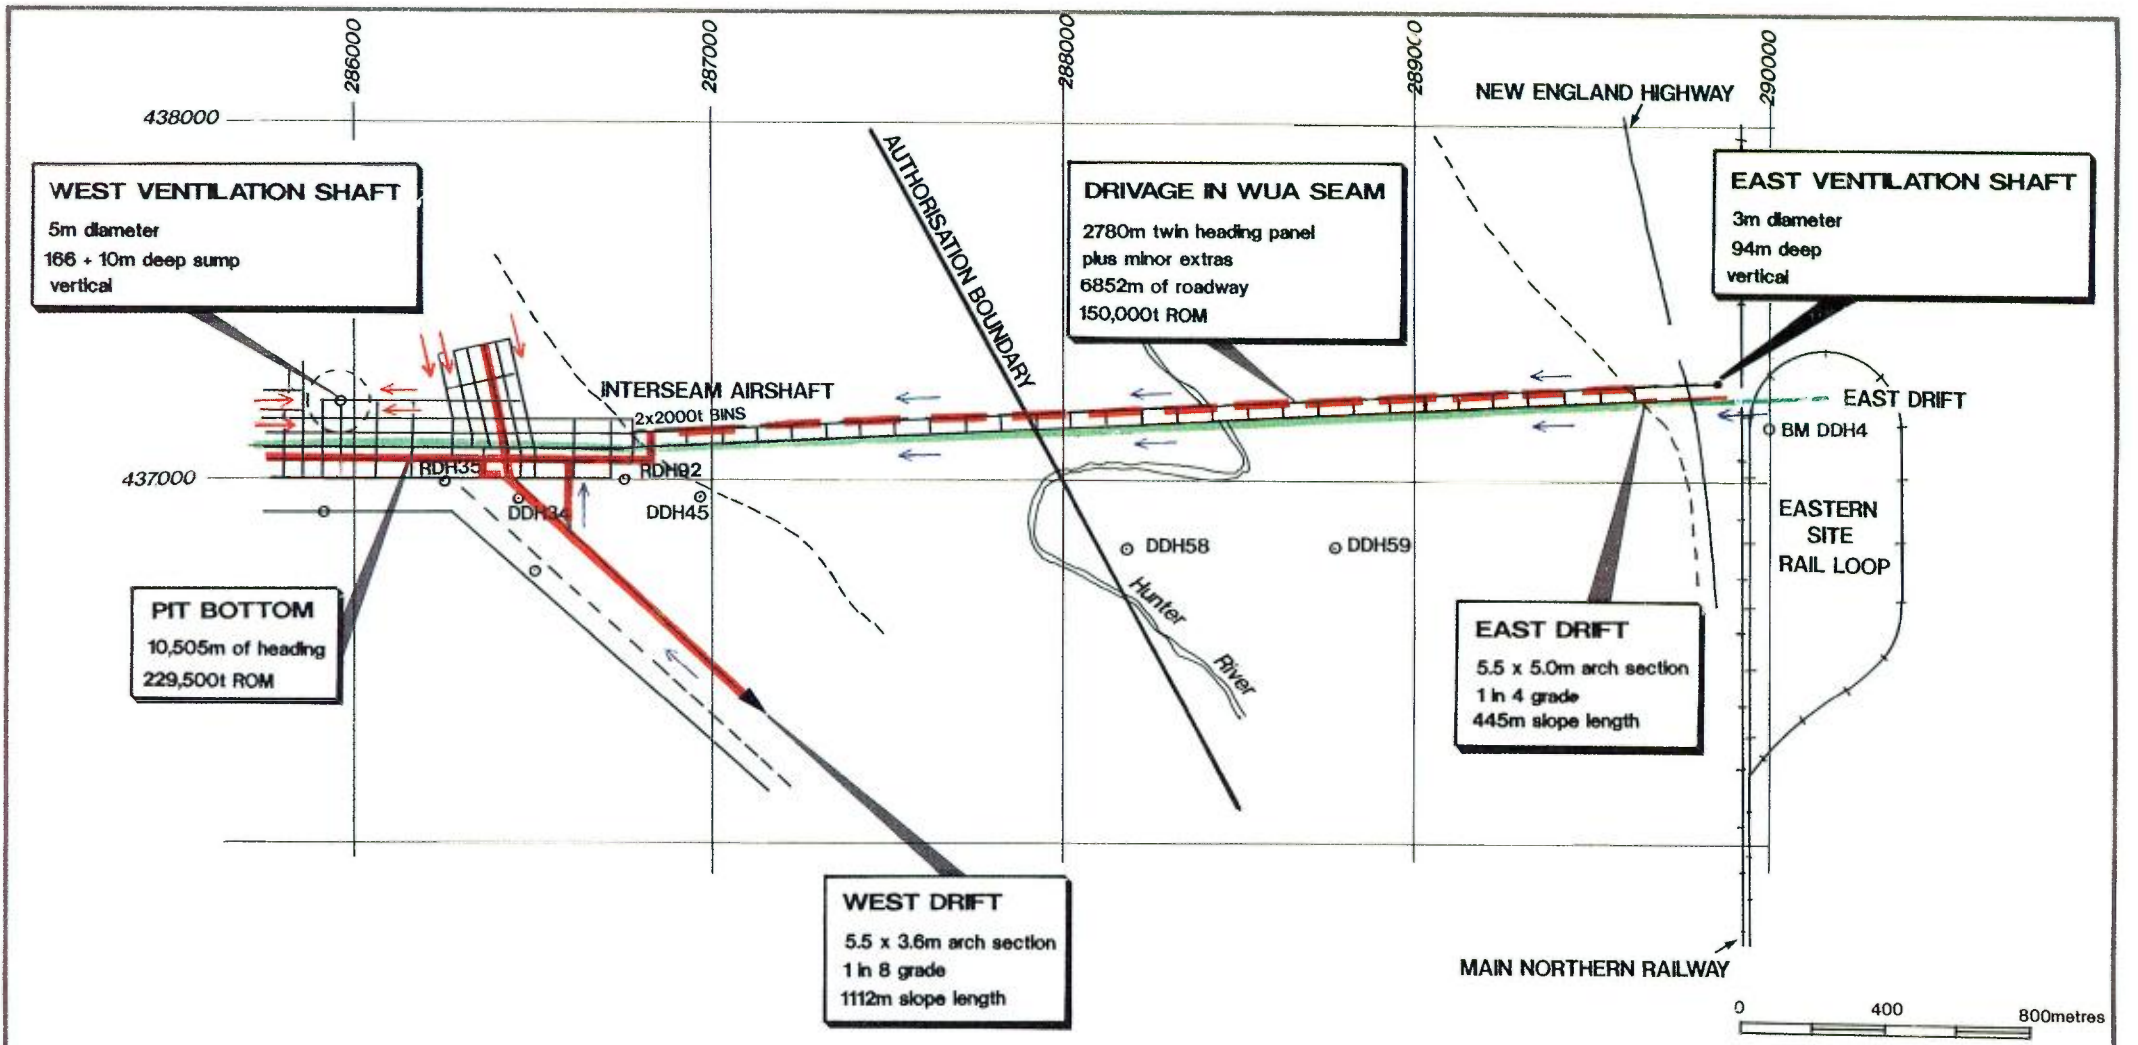 286000
287000
288000
289000
290000
NEW ENGLAND HIGHWAY
438000
WEST VENTILATION SHAFT
5m diameter
166 + 10m deep sump
vertical
AUTHORISATION BOUNDARY
DRIVAGE IN WUA SEAM
2780m twin heading panel
plus minor extras
6852m of roadway
150,000t ROM
EAST VENTILATION SHAFT
3m diameter
94m deep
vertical
INTERSEAM AIRSHAFT
2x2000t BINS
EAST DRIFT
BM DDH4
437000
RDH35
RDH92
DDH34
DDH45
DDH58
DDH59
EASTERN
SITE
RAIL LOOP
Hunter
River
PIT BOTTOM
10,505m of heading
229,500t ROM
EAST DRIFT
5.5 x 5.0m arch section
1 in 4 grade
445m slope length
WEST DRIFT
5.5 x 3.6m arch section
1 in 8 grade
1112m slope length
MAIN NORTHERN RAILWAY
0 400 800metres